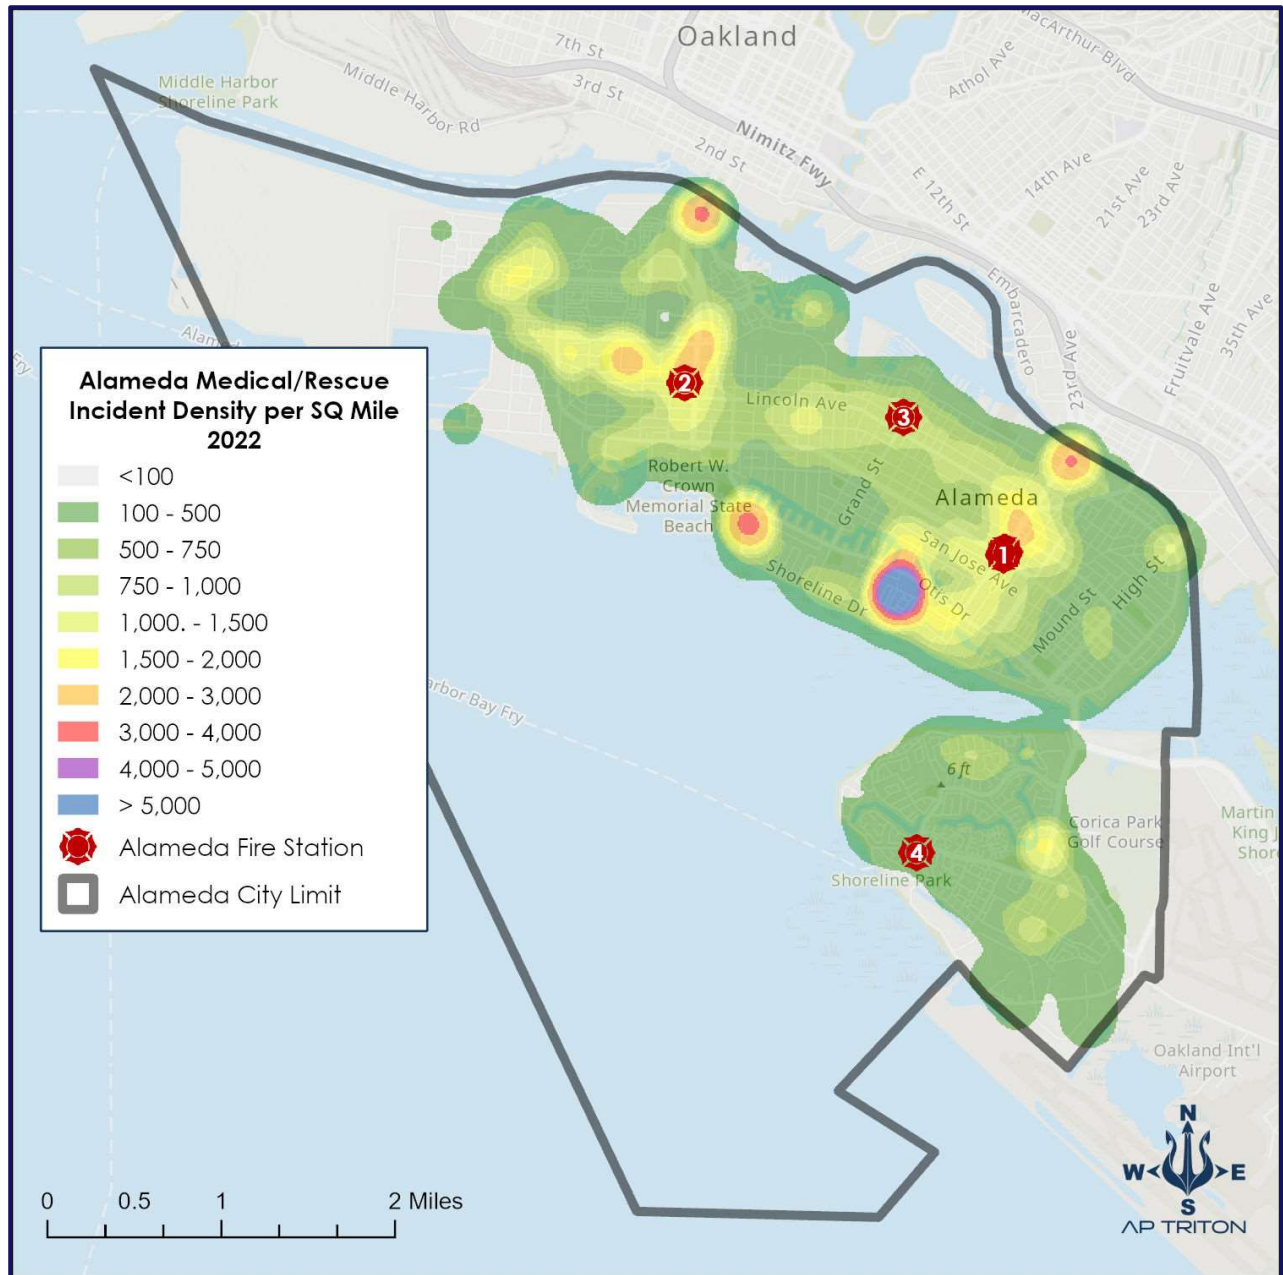 Oakland
MacArthur Blvd
7th St
Middle Harbor
Shoreline Park
Middle Harbor Rd
3rd St
Athol Ave
2nd St
Nimitz Fwy
E 12th St
14th Ave
21st Ave
23rd Ave
Embarcadero
23rd Ave
Fruitvale Ave
35th Ave
Fry
Alameda Medical/Rescue
Incident Density per SQ Mile
2022
<100
100 - 500
500 - 750
750 - 1,000
1,000. - 1,500
1,500 - 2,000
2,000 - 3,000
3,000 - 4,000
4,000 - 5,000
> 5,000
Alameda Fire Station
Alameda City Limit
2
Lincoln Ave
3
Robert W.
Crown
Memorial State
Beach
Grand St
Alameda
San Jose Ave
1
Shoreline Dr
Otis Dr
Mound St
High St
arbor Bay Fry
6 ft
Corica Park
Golf Course
Martin
King J
Shore
4
Shoreline Park
Oakland Int'l
Airport
0 0.5 1 2 Miles
N
W E
S
AP TRITON